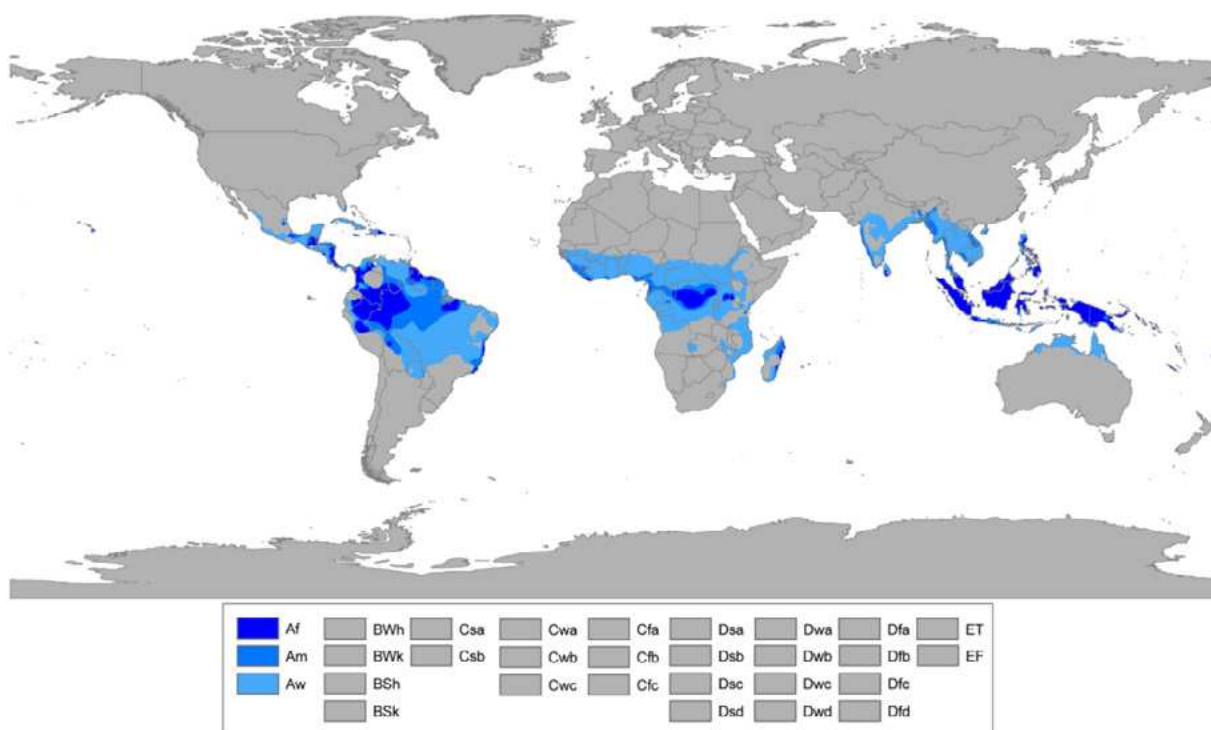 Af BWh Csa Cwa Cfa Dsa Dwa Dfa ET
Am BWk Csb Cwb Cfb Dsb Dwb Dfb EF
Aw BSh Cwc Cfc Dsc Dwc Dfc
BSk Dsd Dwd Dfd